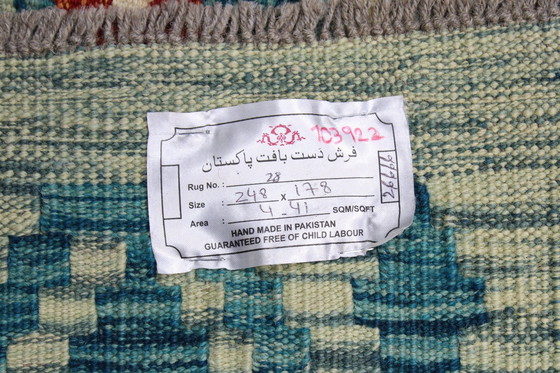 103922
فرش دست بافت پاکستان
Rug No.: 28
Size : 248 x 178
Area : 4-41 SQM/SQFT
HAND MADE IN PAKISTAN
GUARANTEED FREE OF CHILD LABOUR